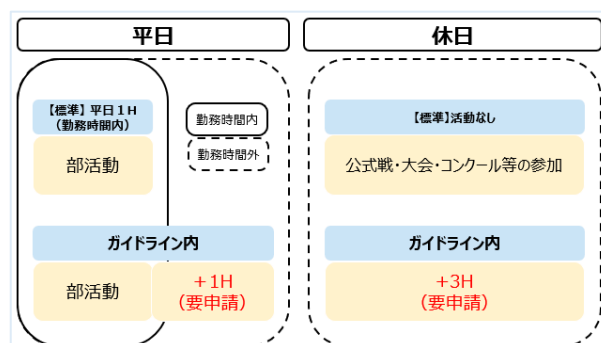 平日
【標準】平日１H
（勤務時間内）
部活動
勤務時間内
勤務時間外
ガイドライン内
部活動
＋1H
（要申請）
休日
【標準】活動なし
公式戦・大会・コンクール等の参加
ガイドライン内
+3H
（要申請）